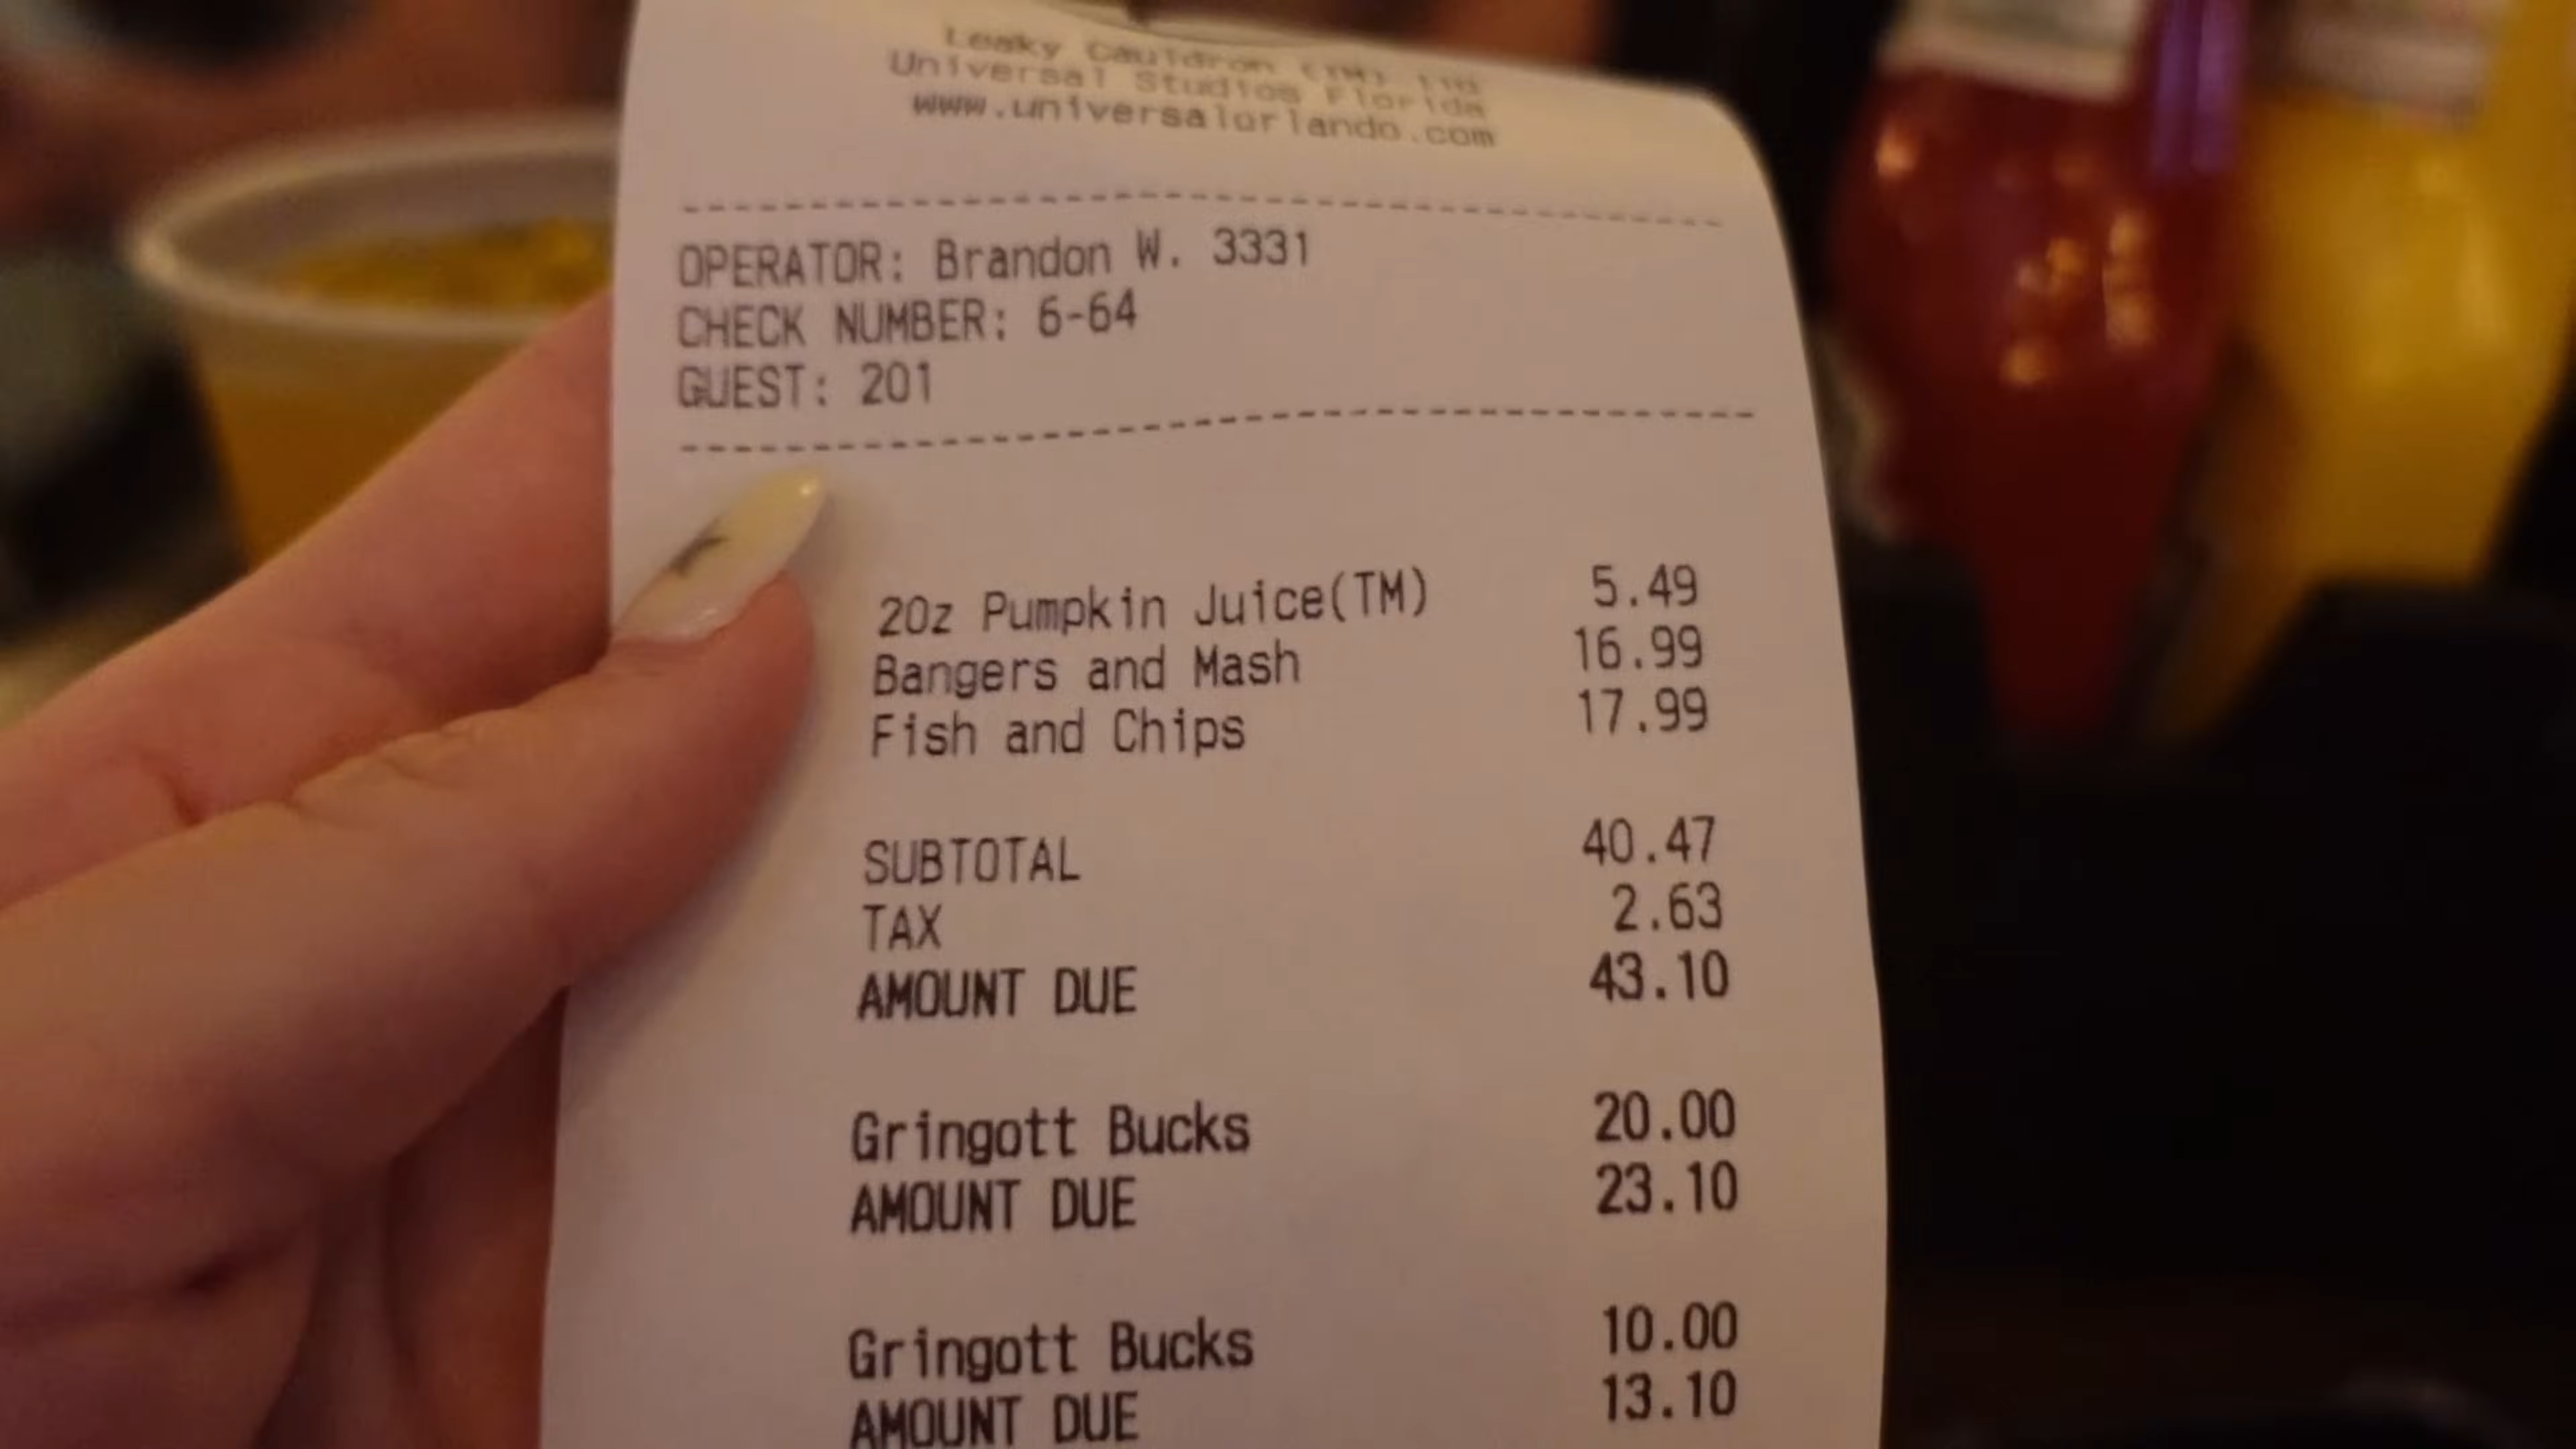 Leaky Cauldron (TM) 110
Universal Studios Florida
www.universalorlando.com
OPERATOR: Brandon W. 3331
CHECK NUMBER: 6-64
GUEST: 201
20z Pumpkin Juice(TM) 5.49
Bangers and Mash 16.99
Fish and Chips 17.99
SUBTOTAL 40.47
TAX 2.63
AMOUNT DUE 43.10
Gringott Bucks 20.00
AMOUNT DUE 23.10
Gringott Bucks 10.00
AMOUNT DUE 13.10